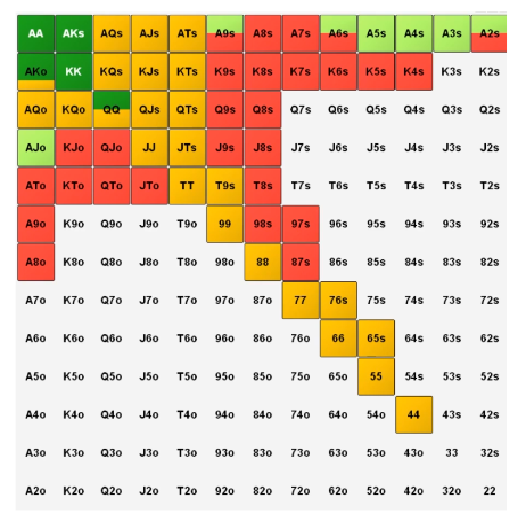 AA AKs AQs AJs ATs A9s A8s A7s A6s A5s A4s A3s A2s
AKo KK KQs KJs KTs K9s K8s K7s K6s K5s K4s K3s K2s
AQo KQo QQ QJs QTs Q9s Q8s Q7s Q6s Q5s Q4s Q3s Q2s
AJo KJo QJo JJ JTs J9s J8s J7s J6s J5s J4s J3s J2s
ATo KTo QTo JTo TT T9s T8s T7s T6s T5s T4s T3s T2s
A9o K9o Q9o J9o T9o 99 98s 97s 96s 95s 94s 93s 92s
A8o K8o Q8o J8o T8o 98o 88 87s 86s 85s 84s 83s 82s
A7o K7o Q7o J7o T7o 97o 87o 77 76s 75s 74s 73s 72s
A6o K6o Q6o J6o T6o 96o 86o 76o 66 65s 64s 63s 62s
A5o K5o Q5o J5o T5o 95o 85o 75o 65o 55 54s 53s 52s
A4o K4o Q4o J4o T4o 94o 84o 74o 64o 54o 44 43s 42s
A3o K3o Q3o J3o T3o 93o 83o 73o 63o 53o 43o 33 32s
A2o K2o Q2o J2o T2o 92o 82o 72o 62o 52o 42o 32o 22